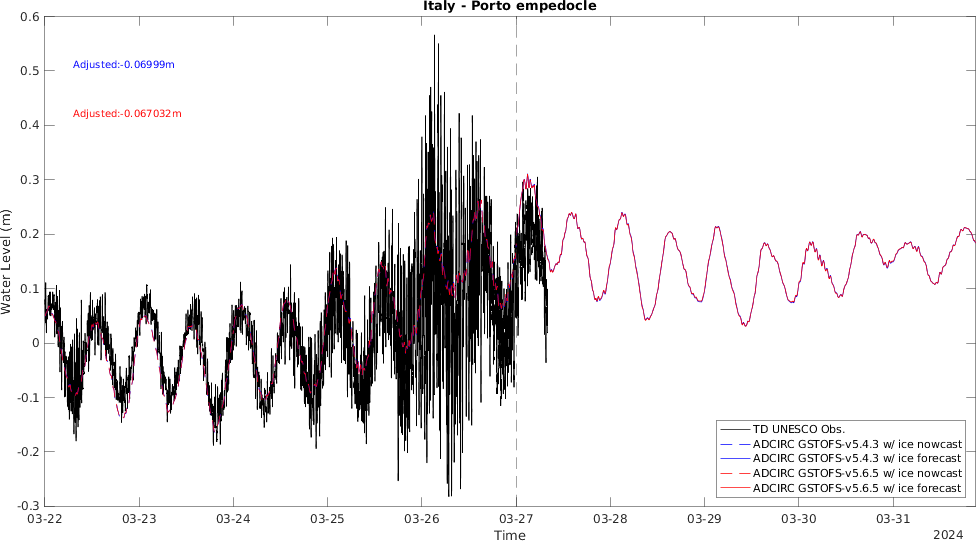 Italy - Porto empedocle
0.6
0.5
0.4
0.3
0.2
0.1
0
-0.1
-0.2
-0.3
Water Level (m)
Adjusted:-0.06999m
Adjusted:-0.067032m
TD UNESCO Obs.
ADCIRC GSTOFS-v5.4.3 w/ ice nowcast
ADCIRC GSTOFS-v5.4.3 w/ ice forecast
ADCIRC GSTOFS-v5.6.5 w/ ice nowcast
ADCIRC GSTOFS-v5.6.5 w/ ice forecast
03-22 03-23 03-24 03-25 03-26 03-27 03-28 03-29 03-30 03-31
Time
2024